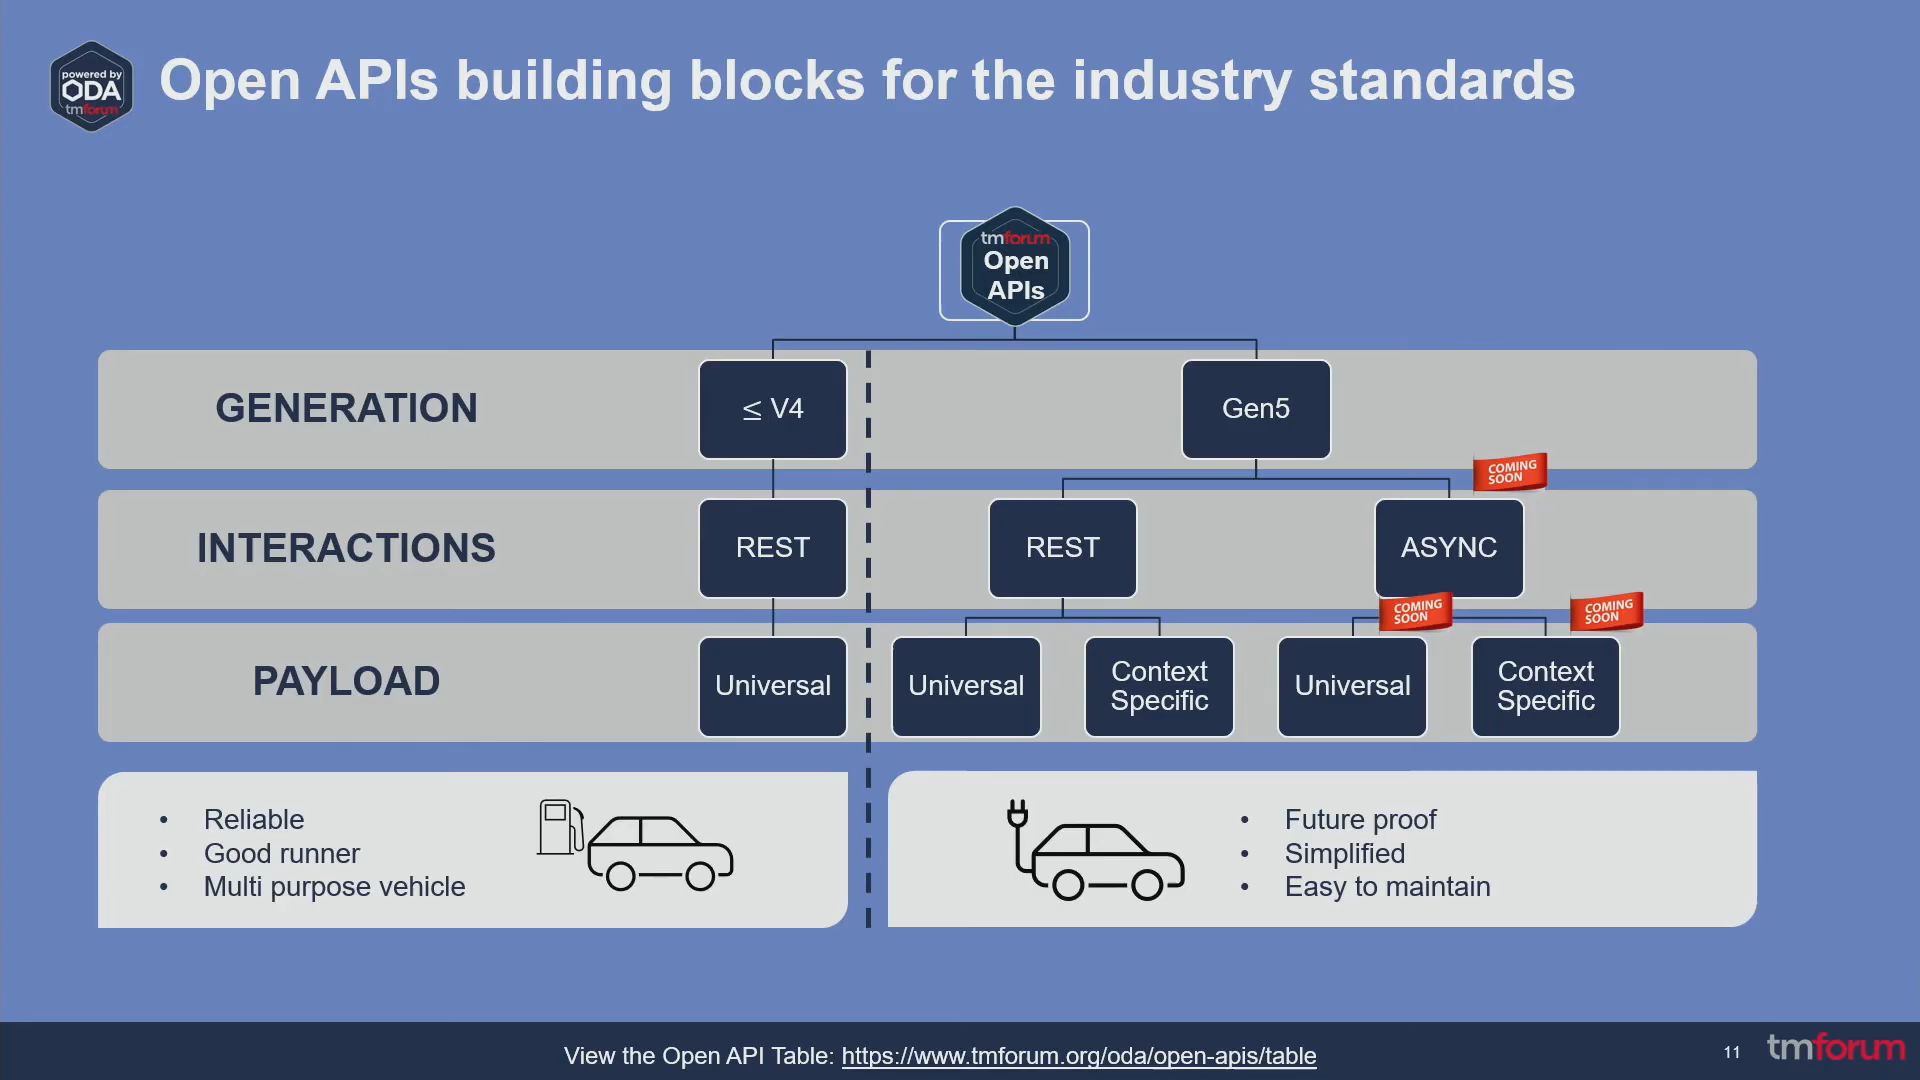 powered by
ODA
tmforum
Open APIs building blocks for the industry standards
tmforum
Open
APIs
GENERATION
≤ V4
Gen5
COMING
SOON
INTERACTIONS
REST
REST
ASYNC
COMING
SOON
COMING
SOON
PAYLOAD
Universal
Universal
Context
Specific
Universal
Context
Specific
• Reliable
• Good runner
• Multi purpose vehicle
• Future proof
• Simplified
• Easy to maintain
View the Open API Table: https://www.tmforum.org/oda/open-apis/table
11
tmforum